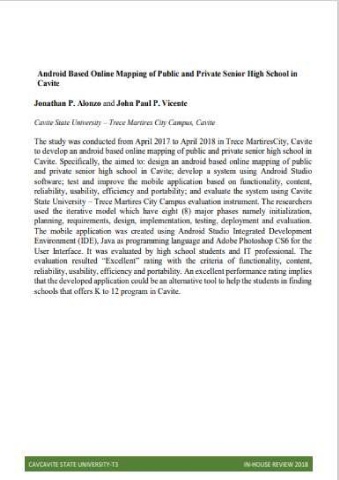 Android Based Online Mapping of Public and Private Senior High School in
Cavite
Jonathan P. Alonzo and John Paul P. Vicente
Cavite State University – Trece Martires City Campus, Cavite
The study was conducted from April 2017 to April 2018 in Trece MartiresCity, Cavite
to develop an android based online mapping of public and private senior high school in
Cavite. Specifically, the aimed to: design an android based online mapping of public
and private senior high school in Cavite; develop a system using Android Studio
software; test and improve the mobile application based on functionality, content,
reliability, usability, efficiency and portability; and evaluate the system using Cavite
State University – Trece Martires Campus evaluation instrument. The researchers
used the iterative model which have eight (8) major phases namely initialization,
planning, requirements, design, implementation, testing, deployment and evaluation.
The mobile application was created using Android Studio Integrated Development
Environment (IDE), Java as programming language and Adobe Photoshop CS6 for the
User Interface. It was evaluated by high school students and IT professional. The
evaluation resulted “Excellent” rating with the criteria of functionality, content,
reliability, usability, efficiency and portability. An excellent performance rating implies
that the developed application could be an alternative tool to help the students in finding
schools that offers K to 12 program in Cavite.
CAVCAVITE STATE UNIVERSITY-T3 IN-HOUSE REVIEW 2018